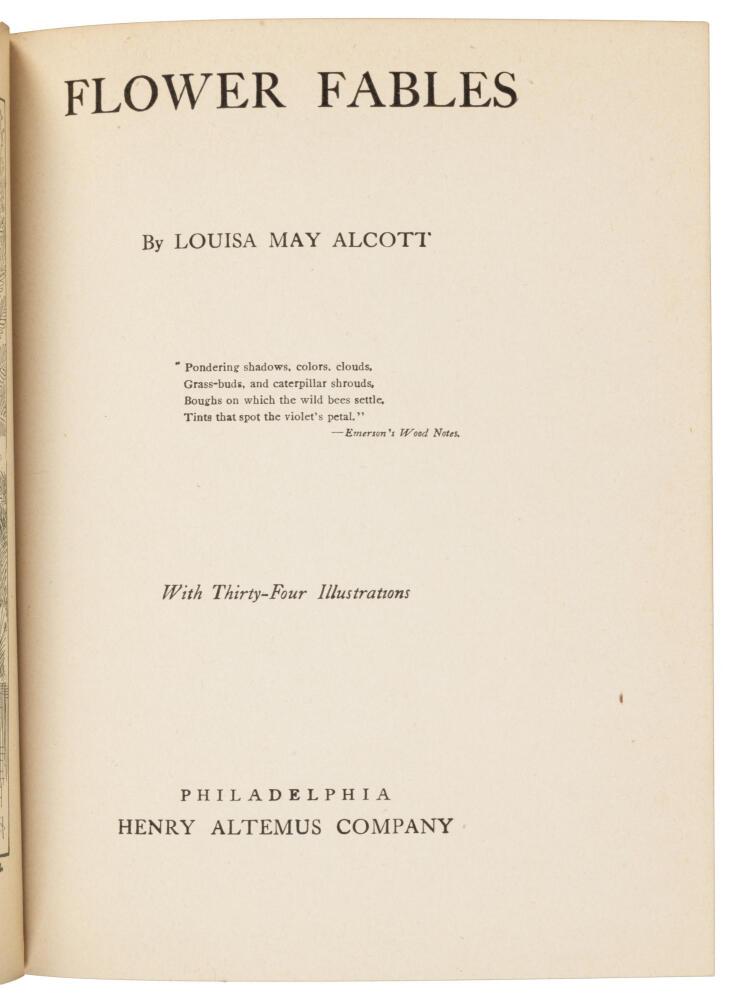 FLOWER FABLES
By LOUISA MAY ALCOTT
"Pondering shadows, colors, clouds,
Grass-buds, and caterpillar shrouds,
Boughs on which the wild bees settle,
Tints that spot the violet's petal."
—Emerson's Wood Notes.
With Thirty-Four Illustrations
PHILADELPHIA
HENRY ALTEMUS COMPANY